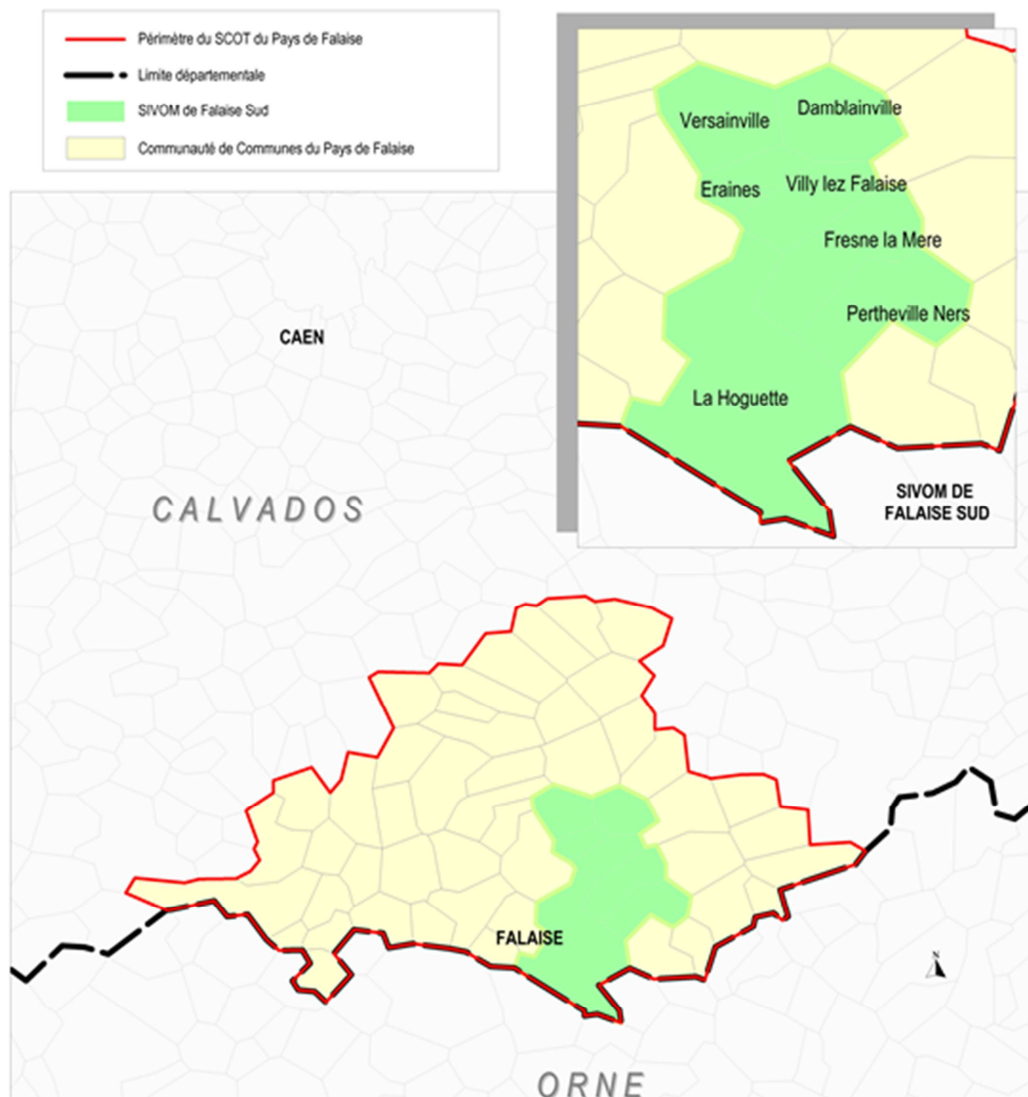 Périmètre du SCOT du Pays de Falaise
Limite départementale
SIVOM de Falaise Sud
Communauté de Communes du Pays de Falaise
Versainville
Damblainville
Eraines
Villy lez Falaise
Fresne la Mere
Pertheville Ners
La Hoguette
SIVOM DE
FALAISE SUD
CAEN
CALVADOS
FALAISE
N
ORNE